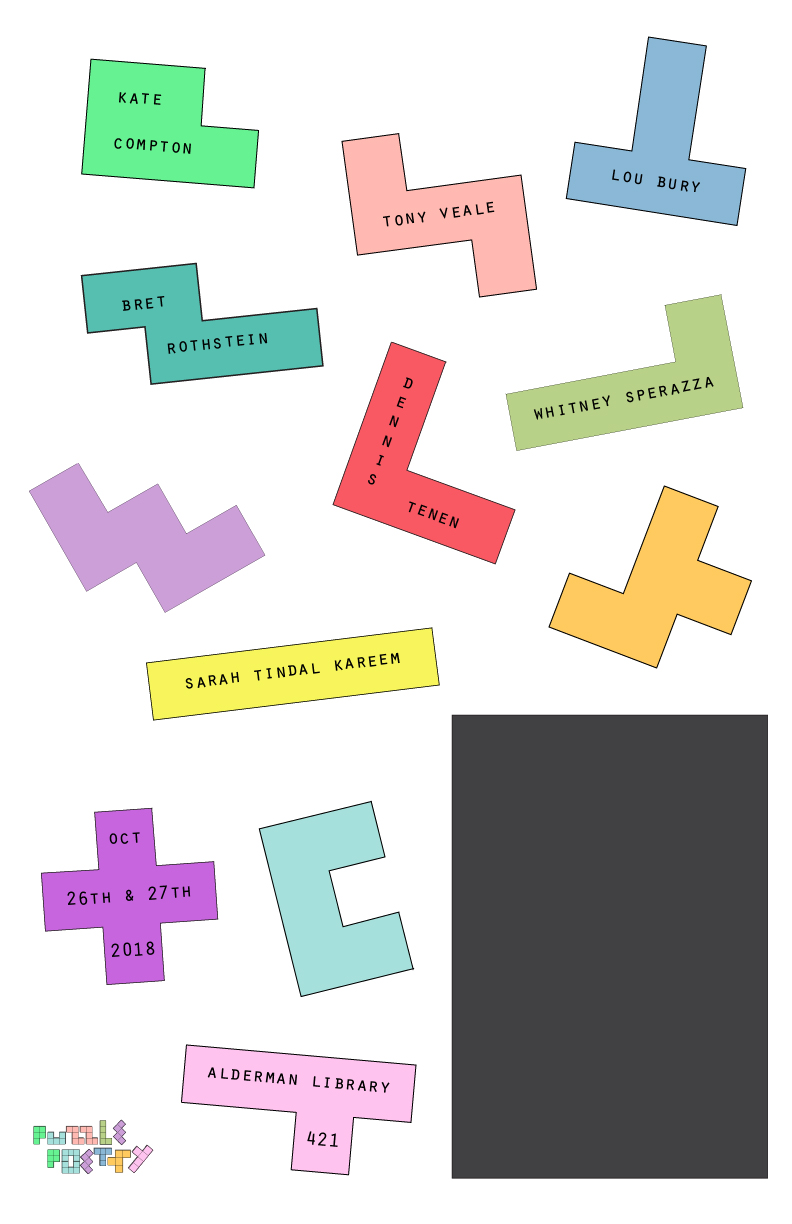 KATE
COMPTON
LOU BURY
TONY VEALE
BRET
ROTHSTEIN
DENNIS
TENEN
WHITNEY SPERAZZA
SARAH TINDAL KAREEM
OCT
26TH & 27TH
2018
ALDERMAN LIBRARY
421
PUZZLE
POETRY